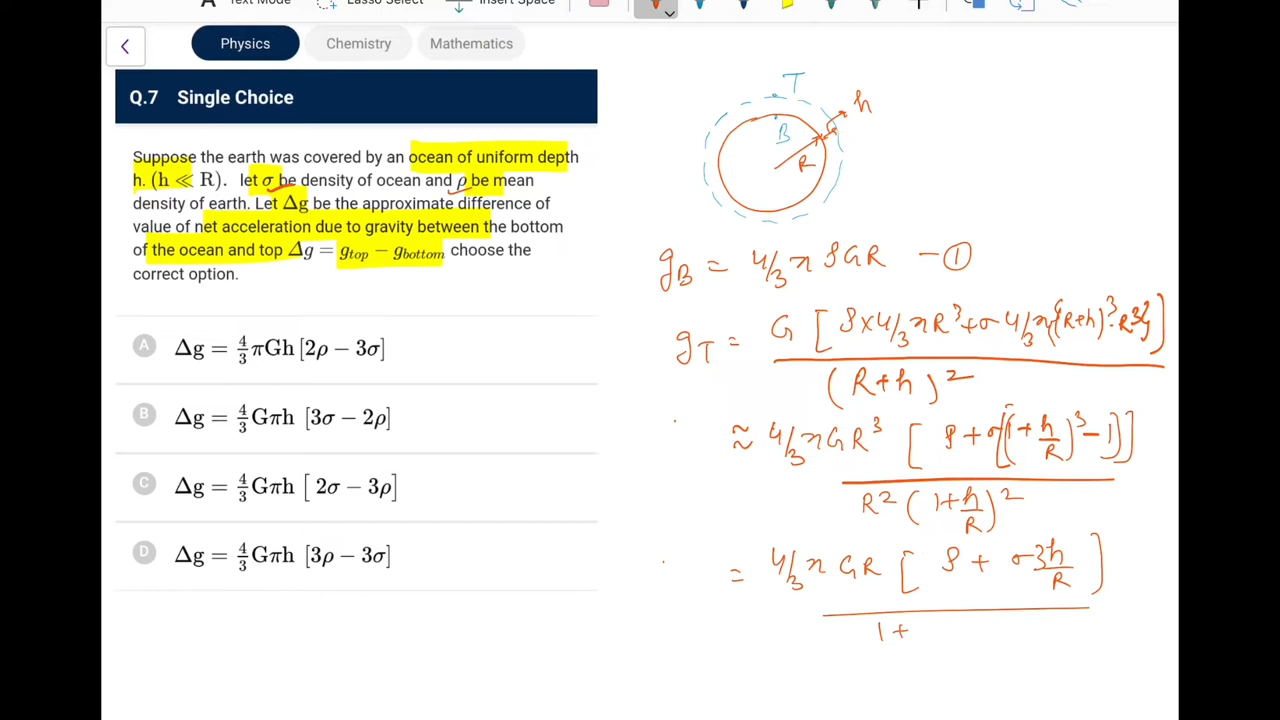 Text Mode Lasso Select Insert Space
Physics Chemistry Mathematics
Q.7 Single Choice
Suppose the earth was covered by an ocean of uniform depth
h. (h ≪ R). let σ be density of ocean and ρ be mean
density of earth. Let Δg be the approximate difference of
value of net acceleration due to gravity between the bottom
of the ocean and top Δg = g_top − g_bottom choose the
correct option.
A Δg = 4/3 πGh [2ρ − 3σ]
B Δg = 4/3 Gπh [3σ − 2ρ]
C Δg = 4/3 Gπh [ 2σ − 3ρ]
D Δg = 4/3 Gπh [3ρ − 3σ]
T
h
B
R
g_B = 4/3 π ρ G R — ①
g_T = G [ ρ × 4/3 π R³ + σ 4/3 π {(R+h)³ - R³} ]
(R+h)²
≈ 4/3 π G R³ [ ρ + σ [(1 + h/R)³ − 1] ]
R² (1 + h/R)²
= 4/3 π G R [ ρ + σ 3h/R ]
1 +